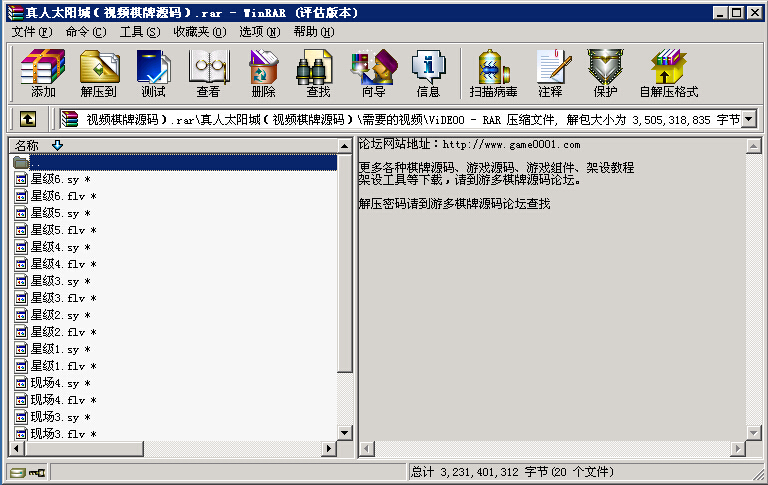 真人太阳城(视频棋牌源码).rar - WinRAR (评估版本)
文件(F) 命令(C) 工具(S) 收藏夹(O) 选项(N) 帮助(H)
添加 解压到 测试 查看 删除 查找 向导 信息 扫描病毒 注释 保护 自解压格式
视频棋牌源码).rar\真人太阳城(视频棋牌源码)\需要的视频\ViDEOO - RAR 压缩文件, 解包大小为 3,505,318,835 字节
名称
..
星级6.sy *
星级6.flv *
星级5.sy *
星级5.flv *
星级4.sy *
星级4.flv *
星级3.sy *
星级3.flv *
星级2.sy *
星级2.flv *
星级1.sy *
星级1.flv *
现场4.sy *
现场4.flv *
现场3.sy *
现场3.flv *
论坛网站地址：http://www.game0001.com
更多各种棋牌源码、游戏源码、游戏组件、架设教程
架设工具等下载，请到游多棋牌源码论坛。
解压密码请到游多棋牌源码论坛查找
总计 3,231,401,312 字节(20 个文件)